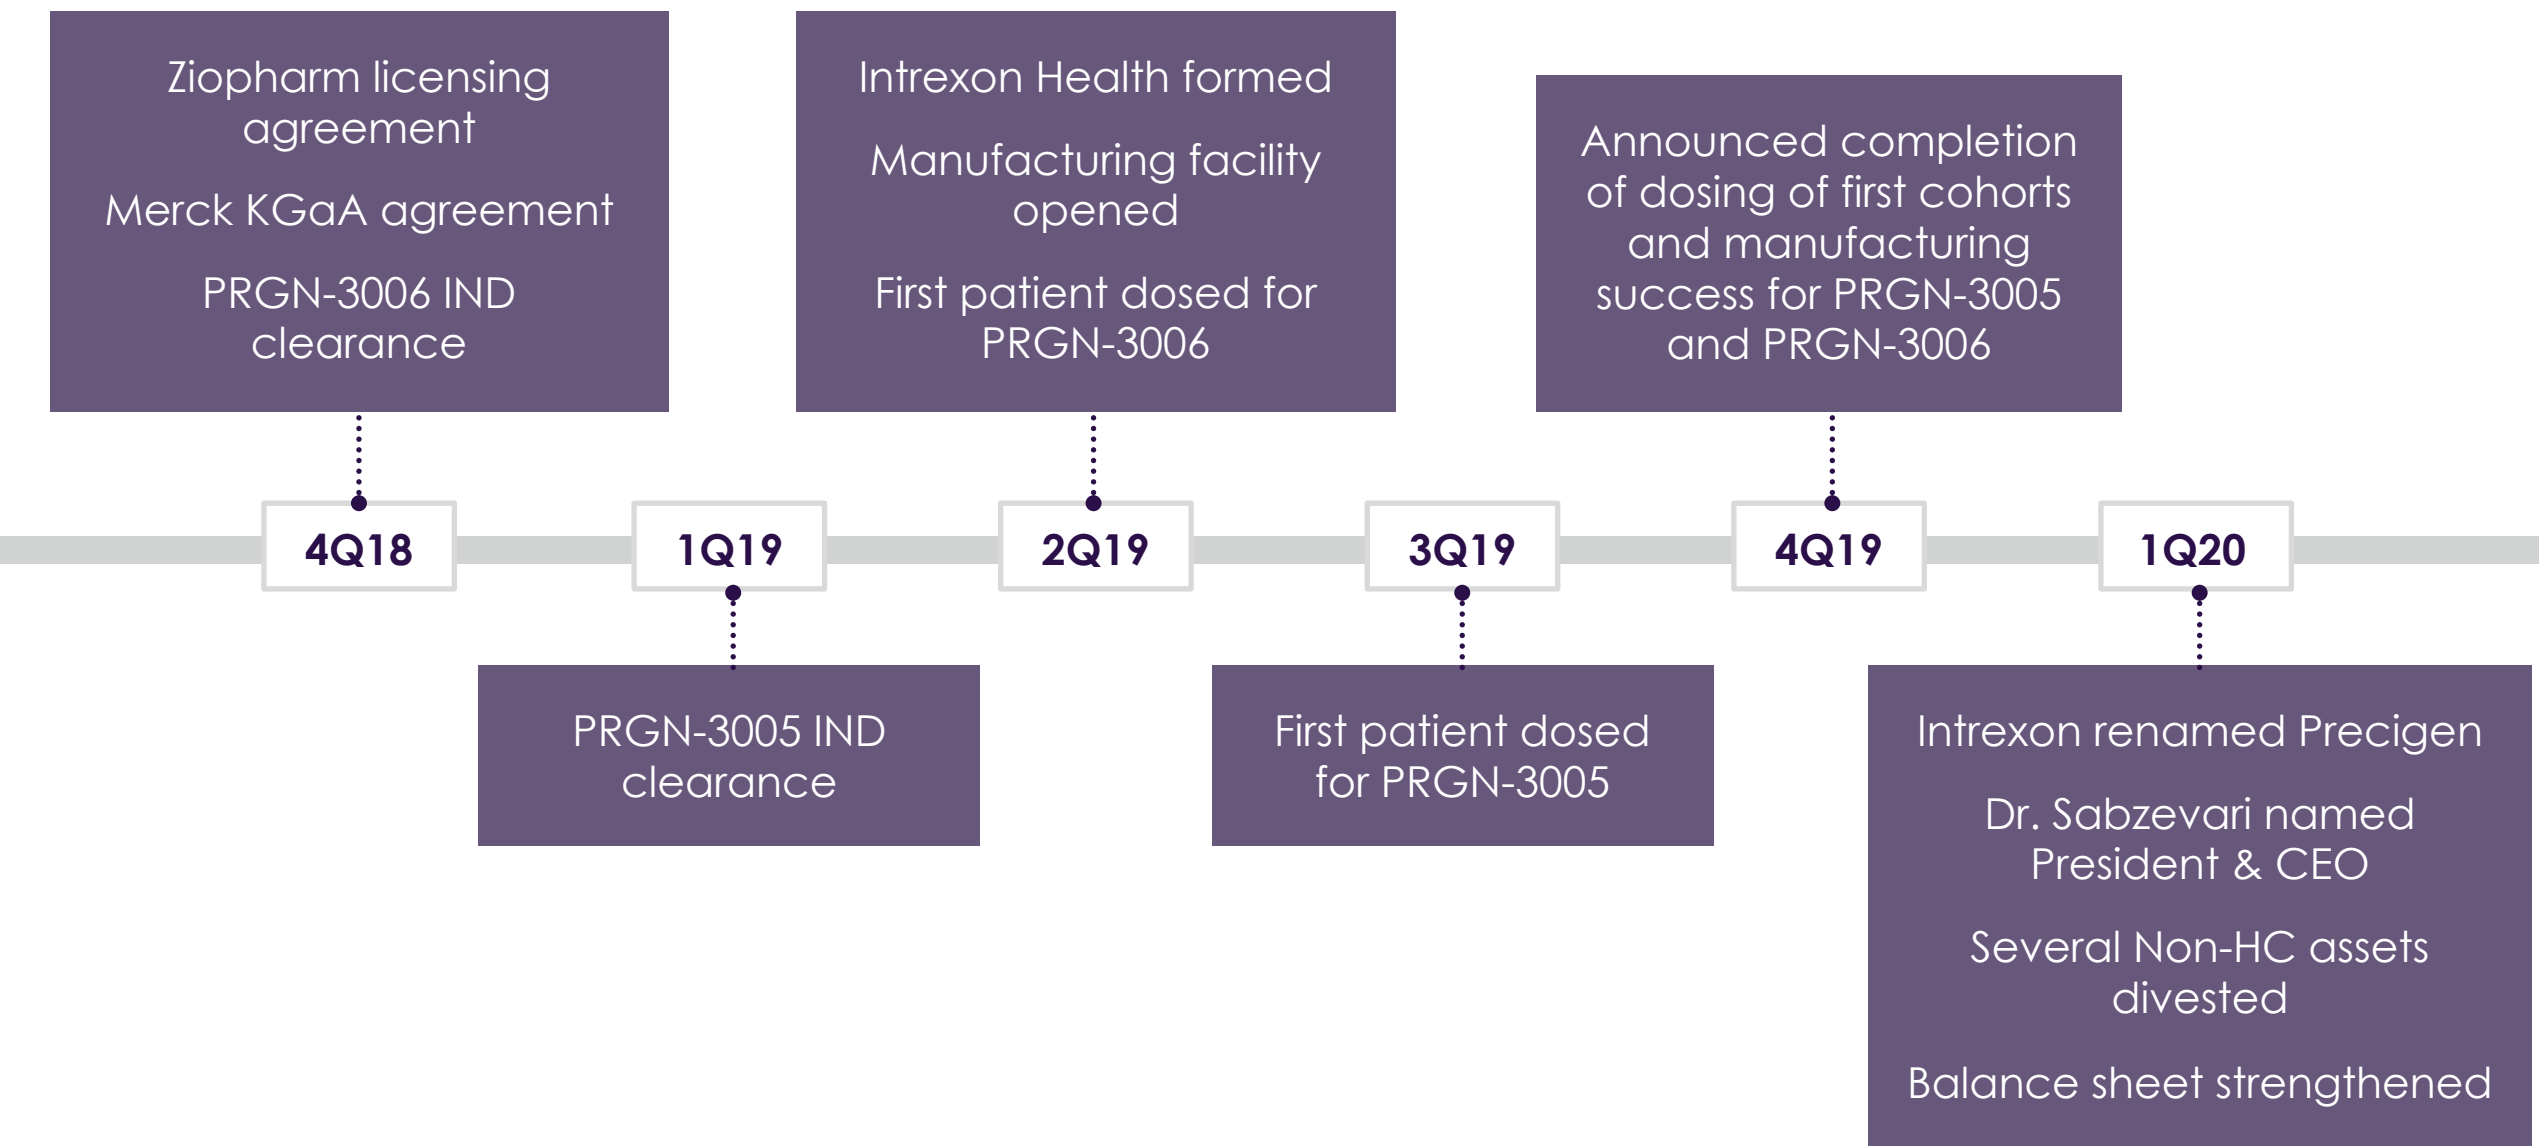 Ziopharm licensing
agreement
Merck KGaA agreement
PRGN-3006 IND
clearance
Intrexon Health formed
Manufacturing facility
opened
First patient dosed for
PRGN-3006
Announced completion
of dosing of first cohorts
and manufacturing
success for PRGN-3005
and PRGN-3006
4Q18
1Q19
2Q19
3Q19
4Q19
1Q20
PRGN-3005 IND
clearance
First patient dosed
for PRGN-3005
Intrexon renamed Precigen
Dr. Sabzevari named
President & CEO
Several Non-HC assets
divested
Balance sheet strengthened